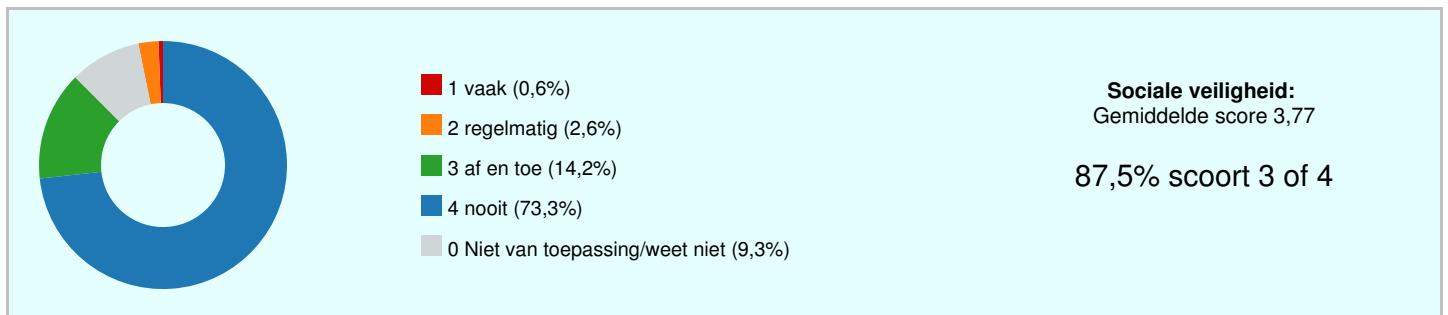 1 vaak (0,6%)
2 regelmatig (2,6%)
3 af en toe (14,2%)
4 nooit (73,3%)
0 Niet van toepassing/weet niet (9,3%)
Sociale veiligheid:
Gemiddelde score 3,77
87,5% scoort 3 of 4